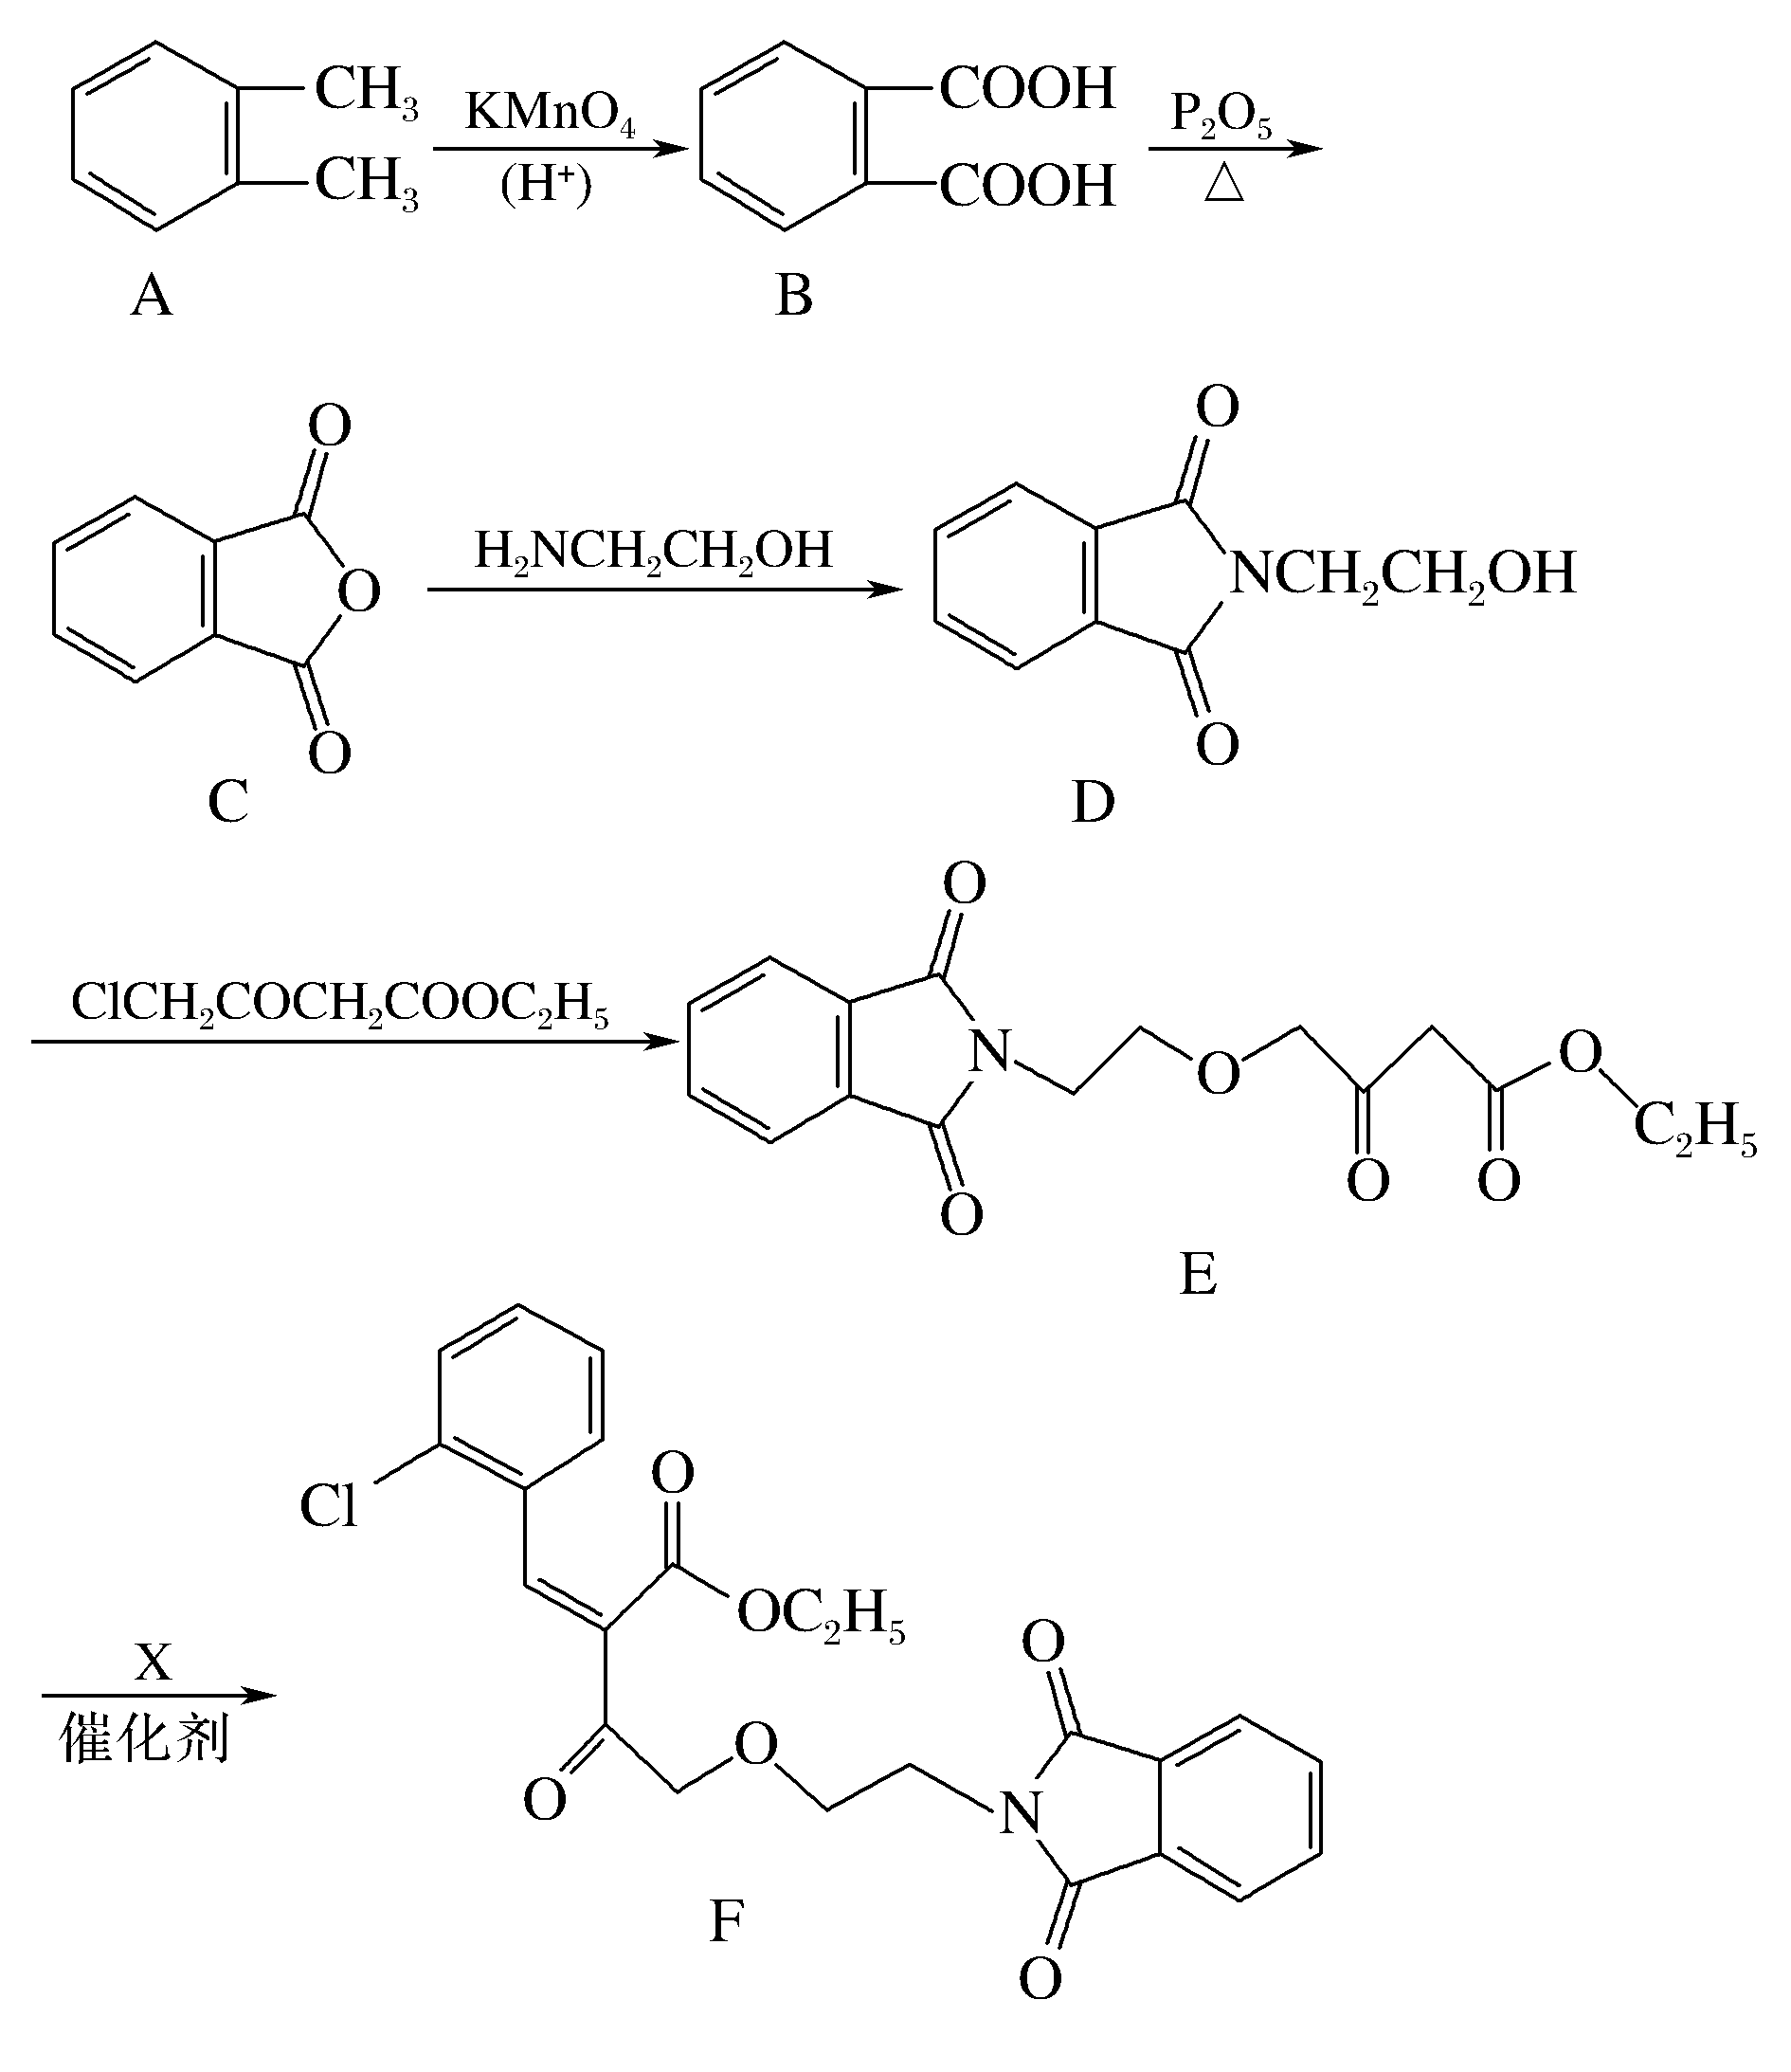 CH₃
CH₃
KMnO₄
(H⁺)
COOH
COOH
P₂O₅
△
A
B
O
O
O
H₂NCH₂CH₂OH
O
NCH₂CH₂OH
O
C
D
ClCH₂COCH₂COOC₂H₅
O
N
O
O
O
O
O
C₂H₅
E
Cl
O
OC₂H₅
X
催化剂
O
O
O
N
O
F